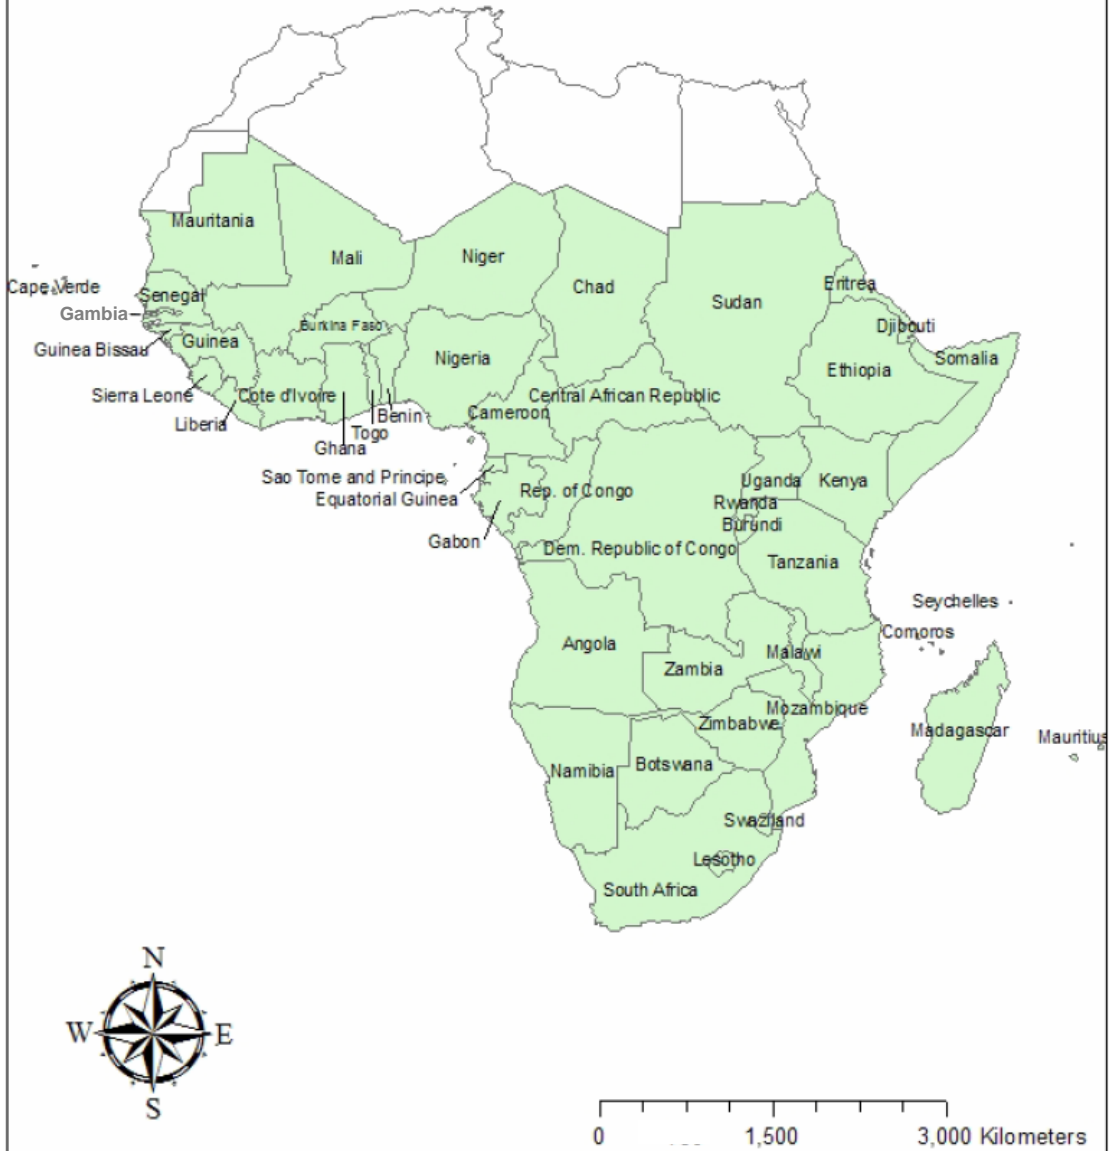 Mauritania
Mali
Niger
Chad
Sudan
Eritrea
Cape Verde
Senegal
Gambia
Burkina Faso
Djibouti
Guinea Bissau
Guinea
Nigeria
Ethiopia
Somalia
Sierra Leone
Cote d'Ivoire
Central African Republic
Liberia
Benin
Cameroon
Togo
Ghana
Sao Tome and Principe
Equatorial Guinea
Rep. of Congo
Uganda
Kenya
Rwanda
Burundi
Gabon
Dem. Republic of Congo
Tanzania
Seychelles
Comoros
Angola
Malawi
Zambia
Mozambique
Zimbabwe
Madagascar
Mauritius
Namibia
Botswana
Swaziland
Lesotho
South Africa
N
W E
S
0 1,500 3,000 Kilometers